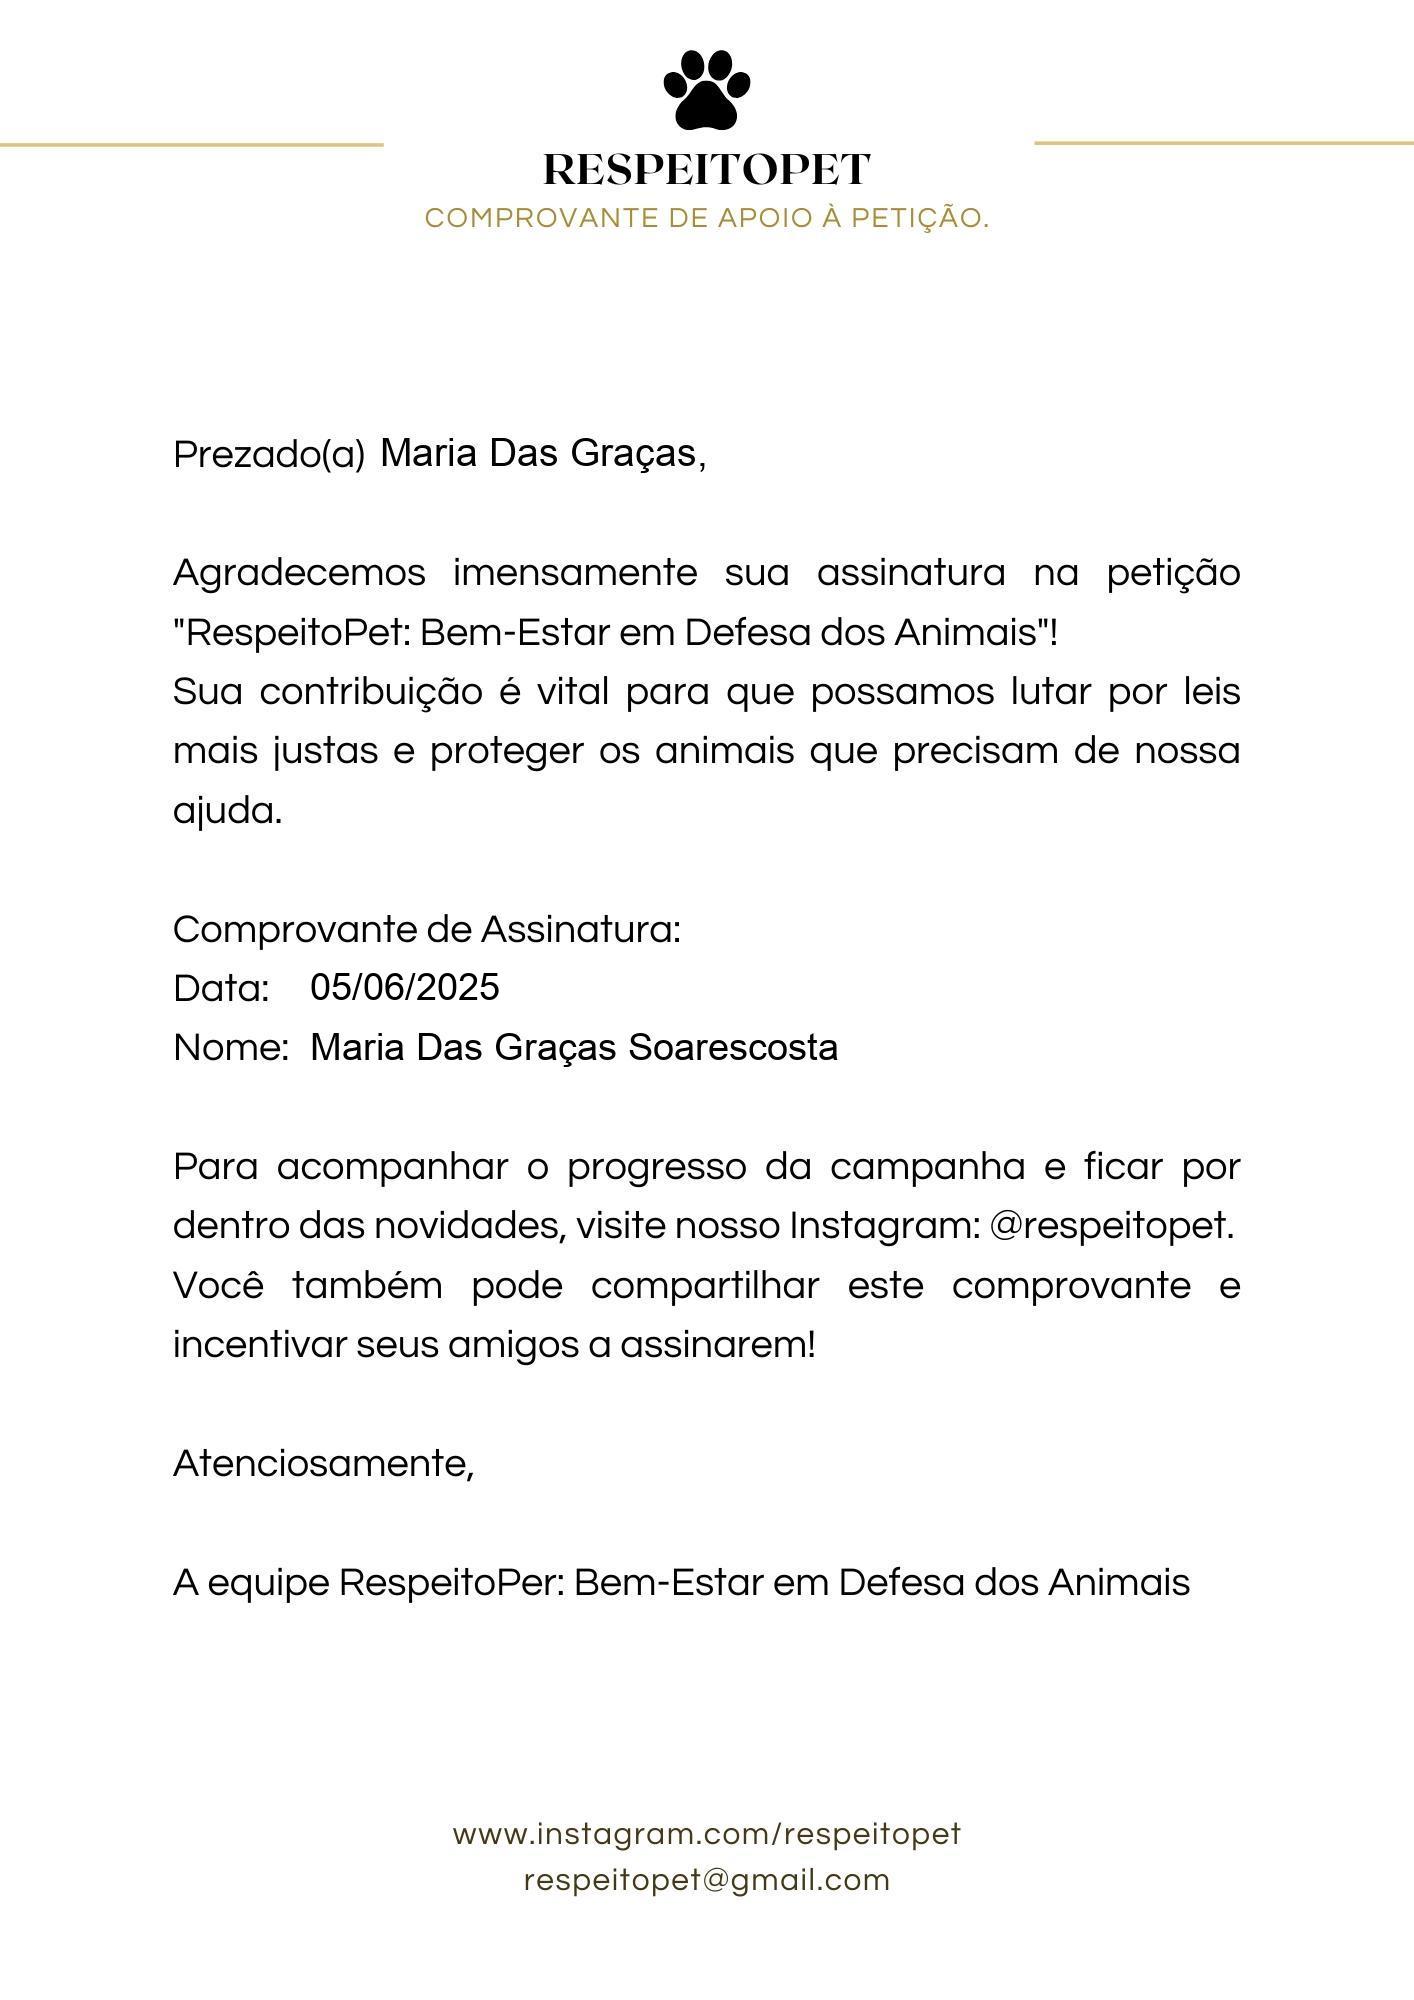 RESPEITOPET
COMPROVANTE DE APOIO À PETIÇÃO.
Prezado(a) Maria Das Graças,
Agradecemos imensamente sua assinatura na petição
"RespeitoPet: Bem-Estar em Defesa dos Animais"!
Sua contribuição é vital para que possamos lutar por leis
mais justas e proteger os animais que precisam de nossa
ajuda.
Comprovante de Assinatura:
Data: 05/06/2025
Nome: Maria Das Graças Soarescosta
Para acompanhar o progresso da campanha e ficar por
dentro das novidades, visite nosso Instagram: @respeitopet.
Você também pode compartilhar este comprovante e
incentivar seus amigos a assinarem!
Atenciosamente,
A equipe RespeitoPer: Bem-Estar em Defesa dos Animais
www.instagram.com/respeitopet
respeitopet@gmail.com